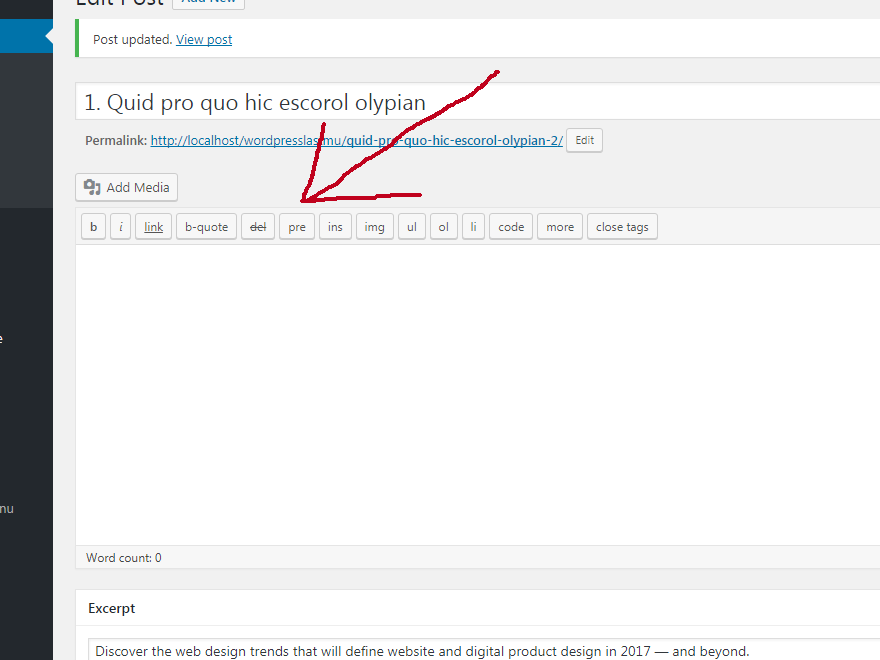 Edit Post Add New
Post updated. View post
1. Quid pro quo hic escorol olypian
Permalink: http://localhost/wordpresslasmu/quid-pro-quo-hic-escorol-olypian-2/ Edit
Add Media
b i link b-quote del pre ins img ul ol li code more close tags
e
nu
Word count: 0
Excerpt
Discover the web design trends that will define website and digital product design in 2017 — and beyond.